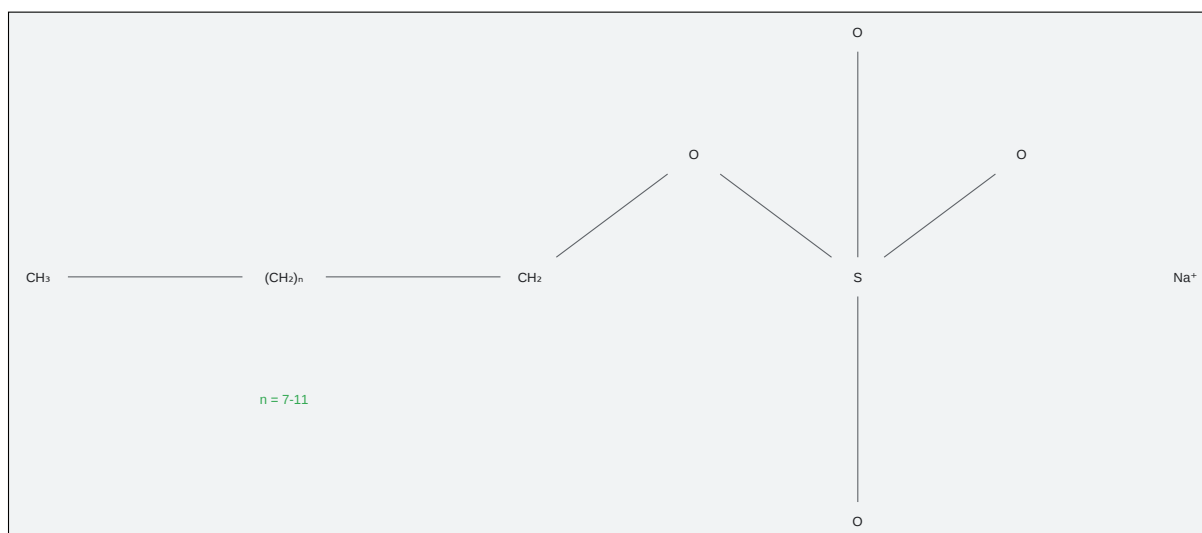 O
O
O
CH₃
(CH₂)ₙ
CH₂
S
Na⁺
n = 7-11
O